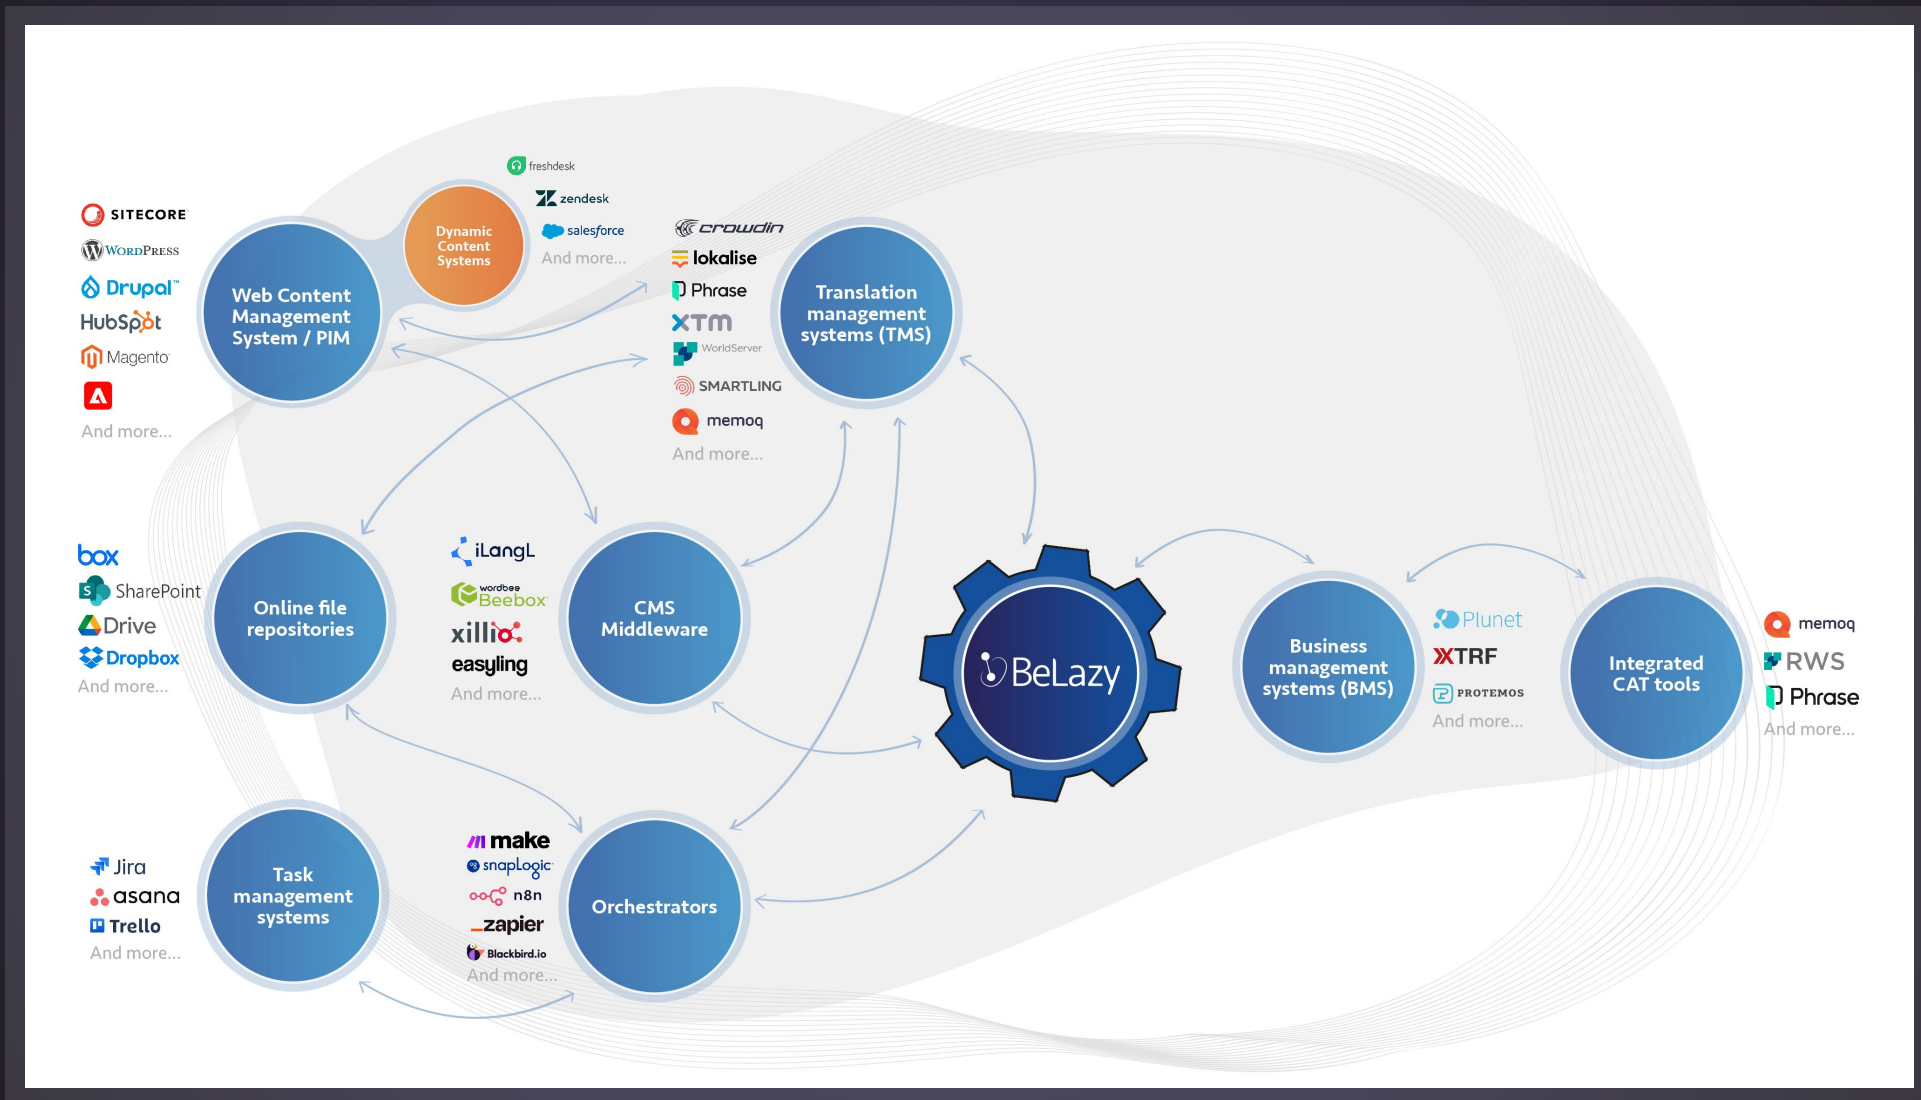 freshdesk
zendesk
salesforce
And more...
Dynamic
Content
Systems
SITECORE
WORDPRESS
Drupal™
HubSpot
Magento
And more...
Web Content
Management
System / PIM
crowdin
lokalise
Phrase
XTM
WorldServer
SMARTLING
memoq
And more...
Translation
management
systems (TMS)
box
SharePoint
Drive
Dropbox
And more...
Online file
repositories
iLangL
wordbee
Beebox
xillio
easyling
And more...
CMS
Middleware
BeLazy
Business
management
systems (BMS)
Plunet
XTRF
PROTEMOS
And more...
Integrated
CAT tools
memoq
RWS
Phrase
And more...
Jira
asana
Trello
And more...
Task
management
systems
make
snapLogic
n8n
_zapier
Blackbird.io
And more...
Orchestrators